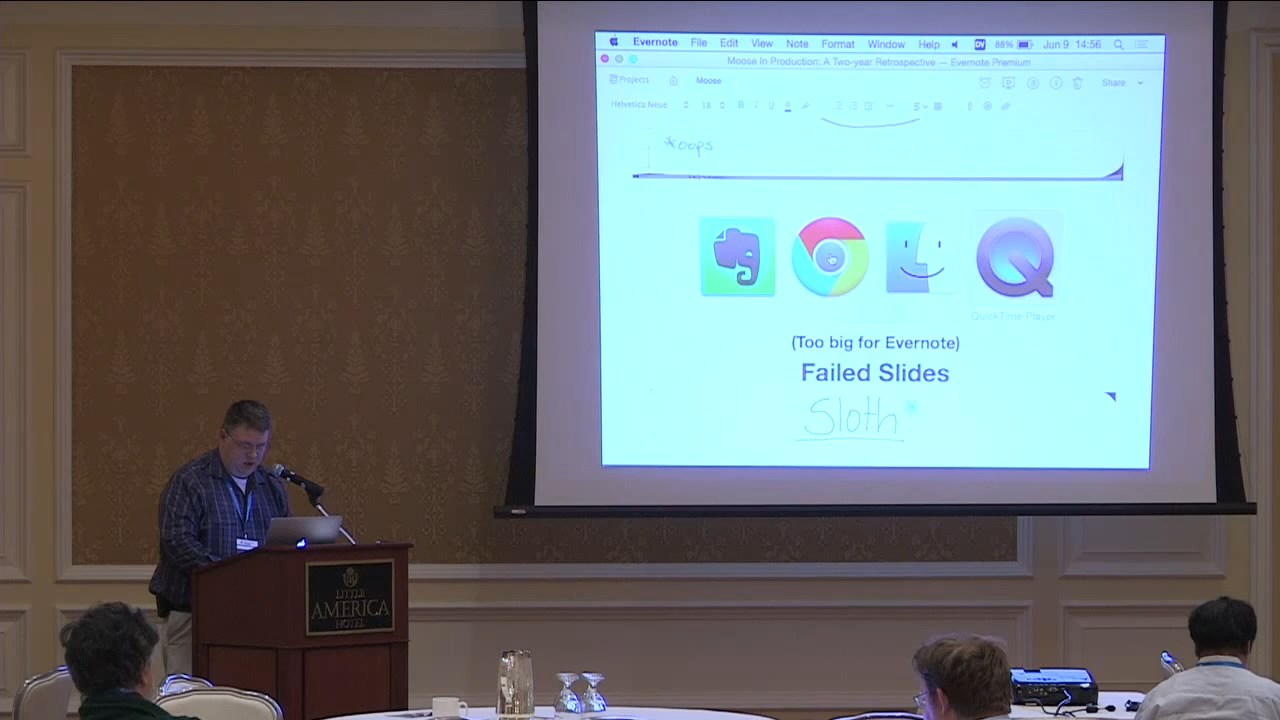 Evernote File Edit View Note Format Window Help DV 88% Jun 9 14:56
Moose In Production: A Two-year Retrospective — Evernote Premium
Projects Moose Share
Helvetica Neue 18 B I U
*oops
QuickTime Player
(Too big for Evernote)
Failed Slides
Sloth *
LITTLE
AMERICA
HOTEL